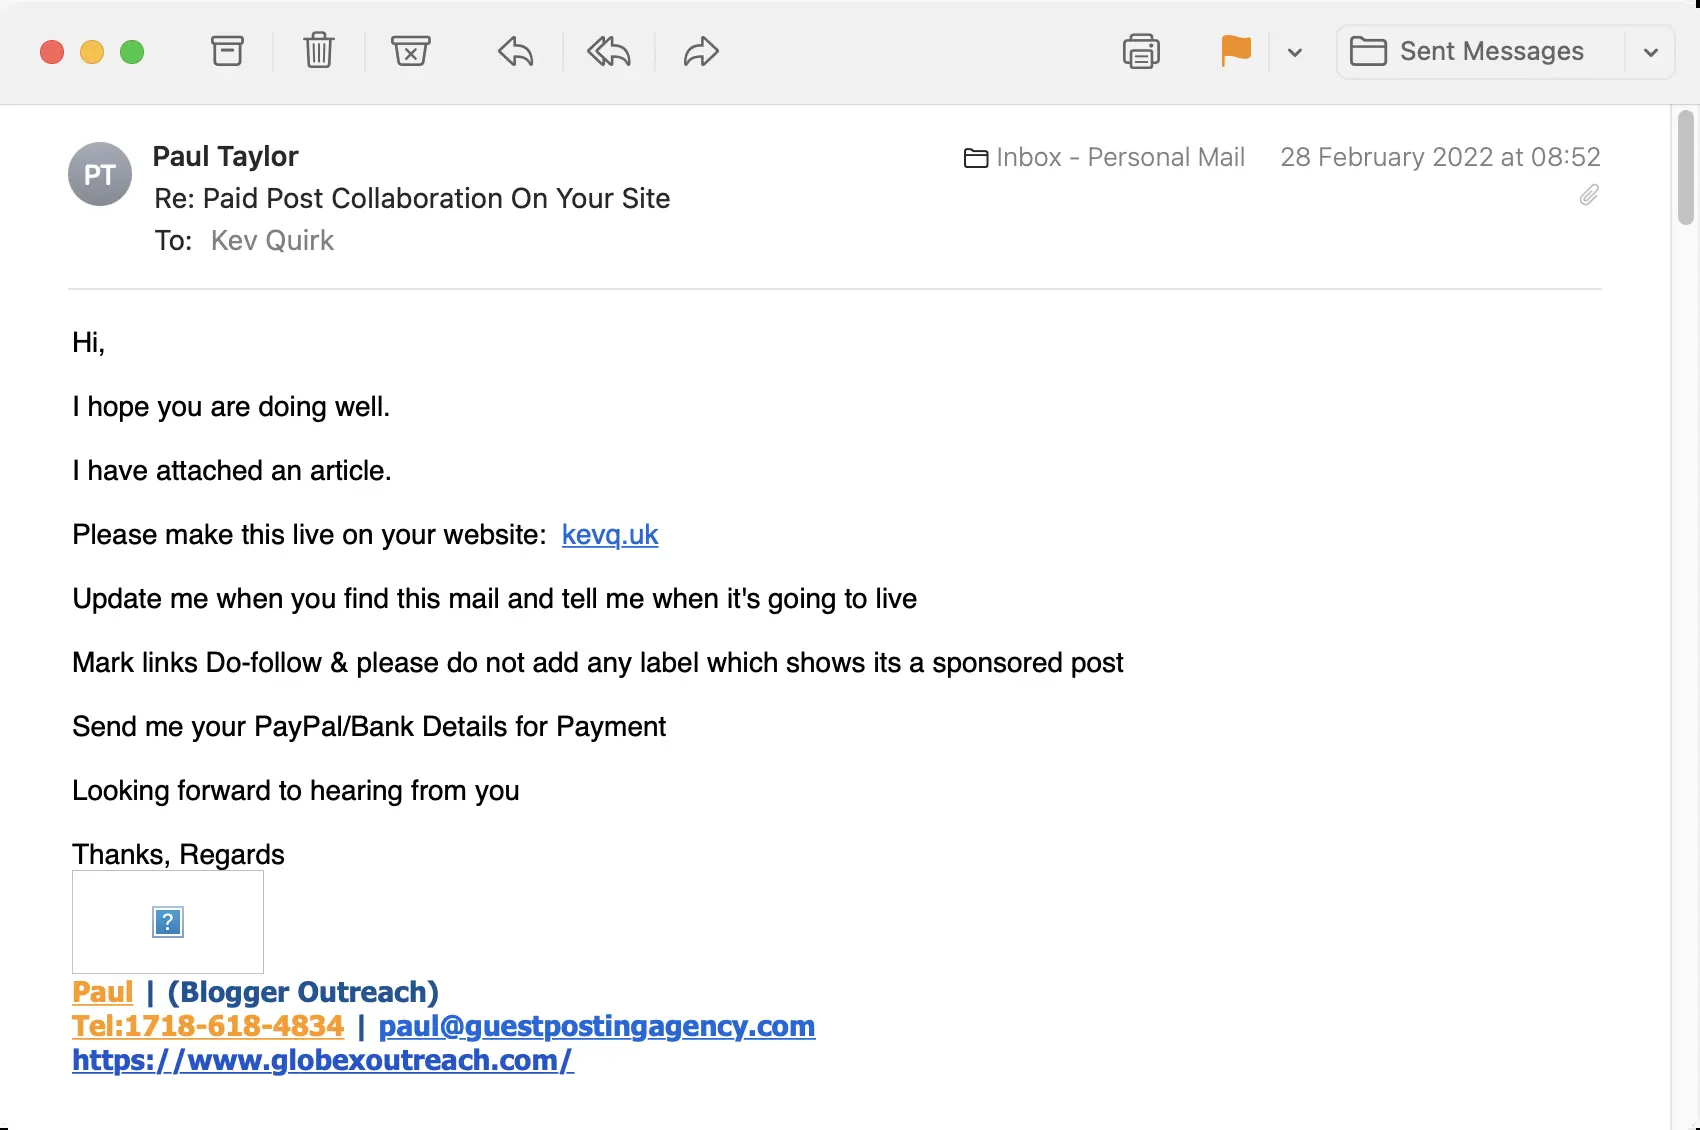 Sent Messages
PT
Paul Taylor
Inbox - Personal Mail
28 February 2022 at 08:52
Re: Paid Post Collaboration On Your Site
To: Kev Quirk
Hi,
I hope you are doing well.
I have attached an article.
Please make this live on your website: kevq.uk
Update me when you find this mail and tell me when it's going to live
Mark links Do-follow & please do not add any label which shows its a sponsored post
Send me your PayPal/Bank Details for Payment
Looking forward to hearing from you
Thanks, Regards
?
Paul | (Blogger Outreach)
Tel:1718-618-4834 | paul@guestpostingagency.com
https://www.globexoutreach.com/